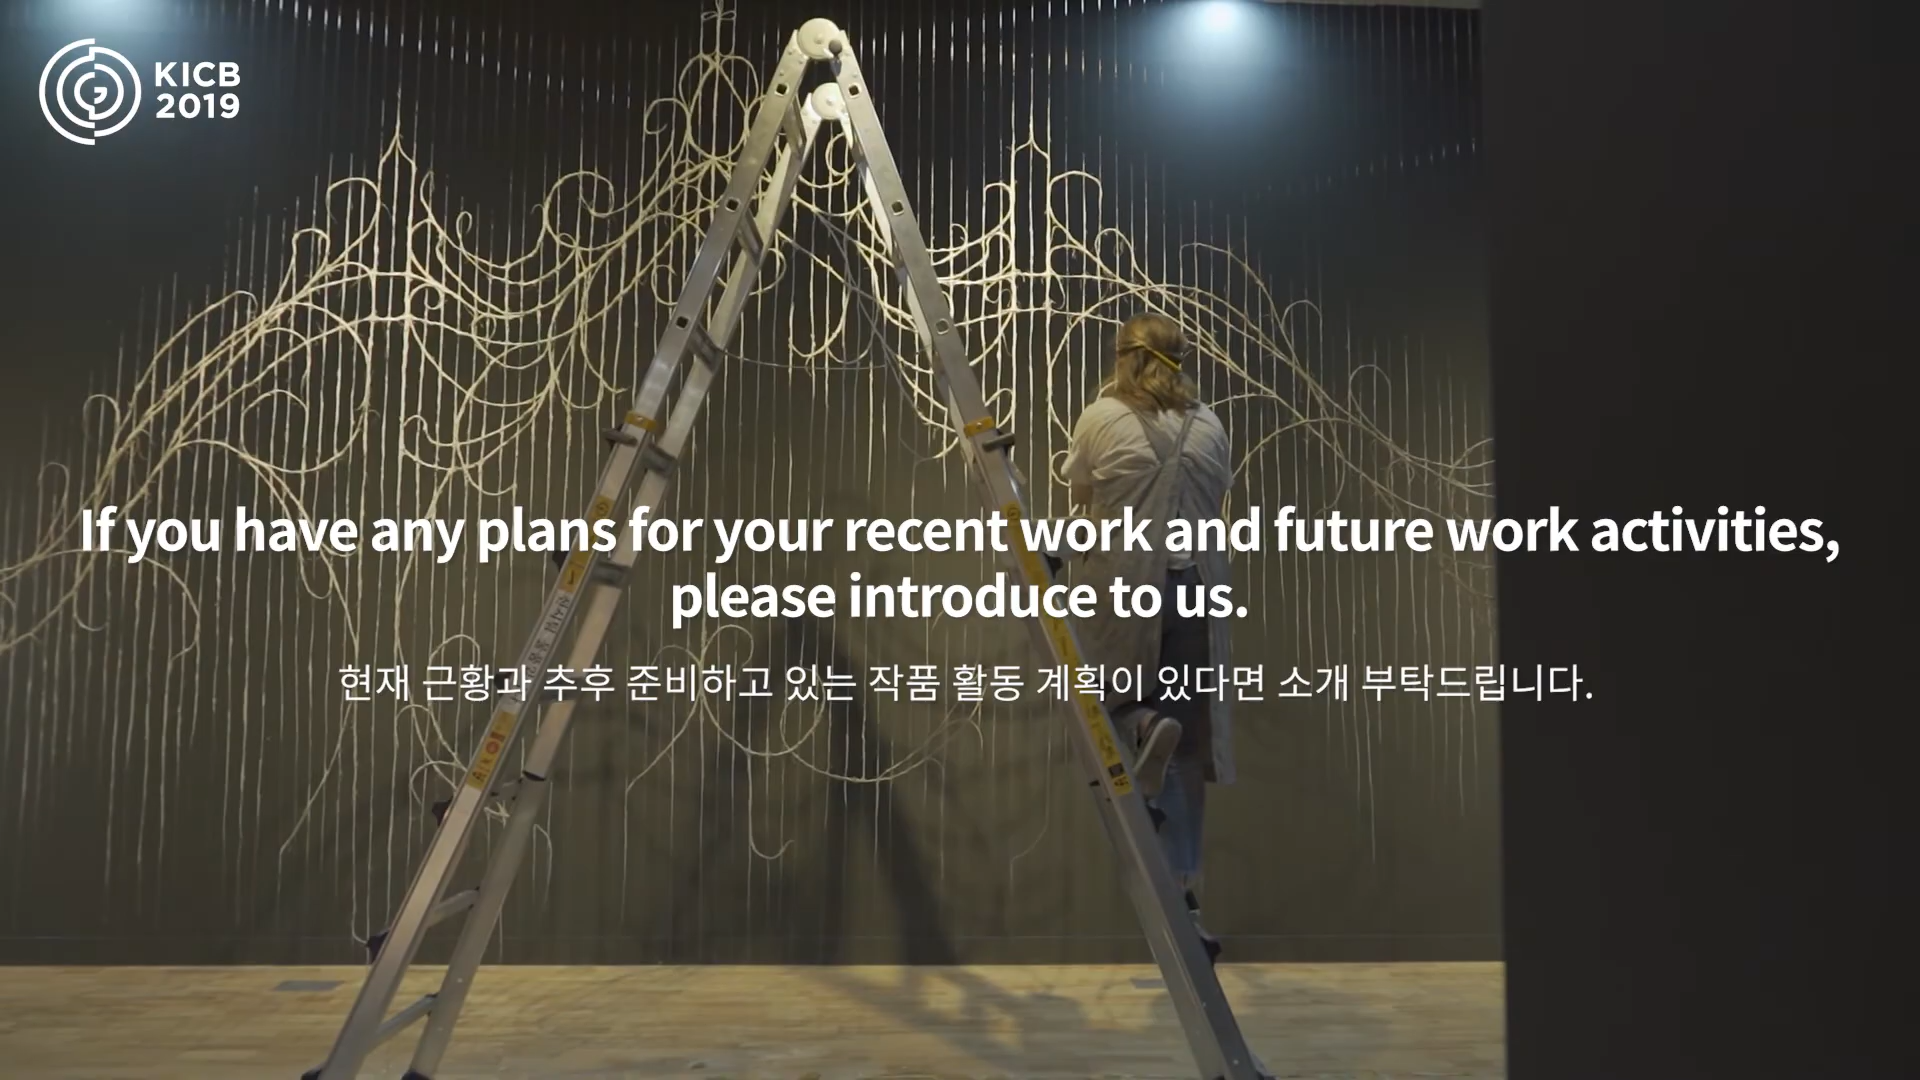 KICB
2019
If you have any plans for your recent work and future work activities,
please introduce to us.
현재 근황과 추후 준비하고 있는 작품 활동 계획이 있다면 소개 부탁드립니다.